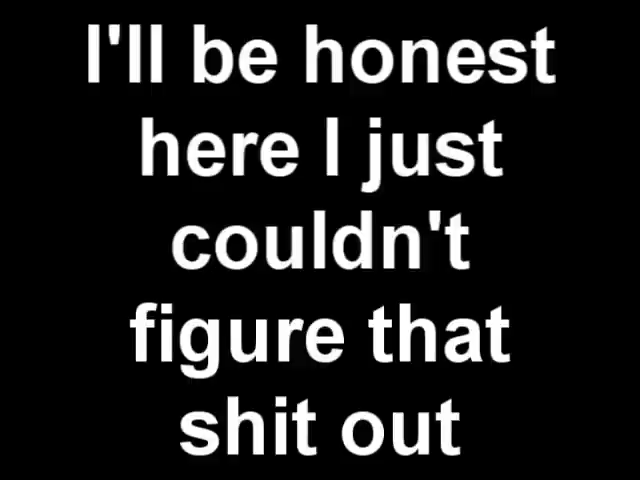 I'll be honest
here I just
couldn't
figure that
shit out